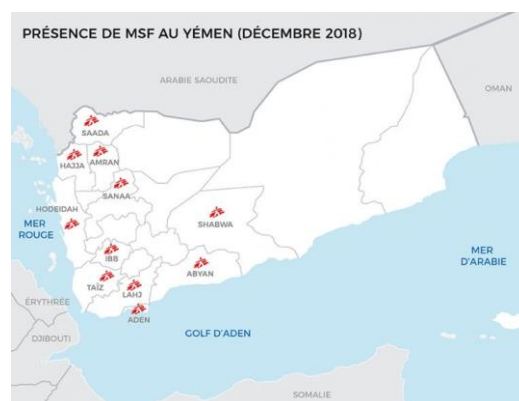 PRÉSENCE DE MSF AU YÉMEN (DÉCEMBRE 2018)
ARABIE SAOUDITE
OMAN
SAADA
HAJJA
AMRAN
SANAA
HODEIDAH
SHABWA
MER
ROUGE
MER
D'ARABIE
IBB
ABYAN
TAÏZ
LAHJ
ÉRYTHRÉE
ADEN
GOLF D'ADEN
DJIBOUTI
SOMALIE